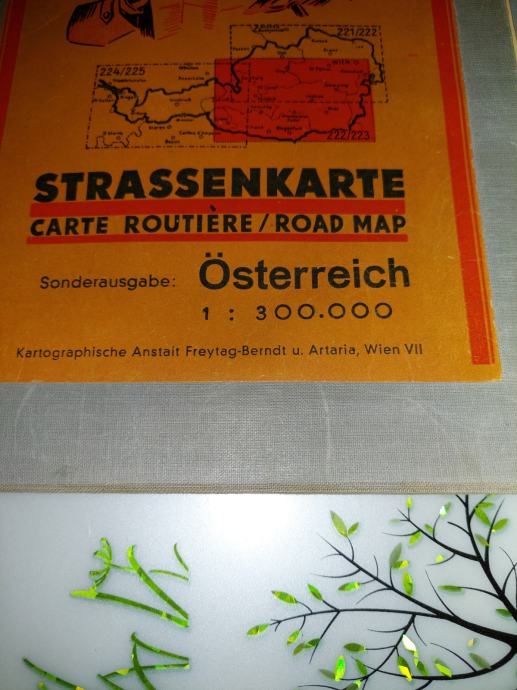 221/222
224/225
WIEN
222/223
STRASSENKARTE
CARTE ROUTIÈRE / ROAD MAP
Sonderausgabe: Österreich
1 : 300.000
Kartographische Anstalt Freytag-Berndt u. Artaria, Wien VII